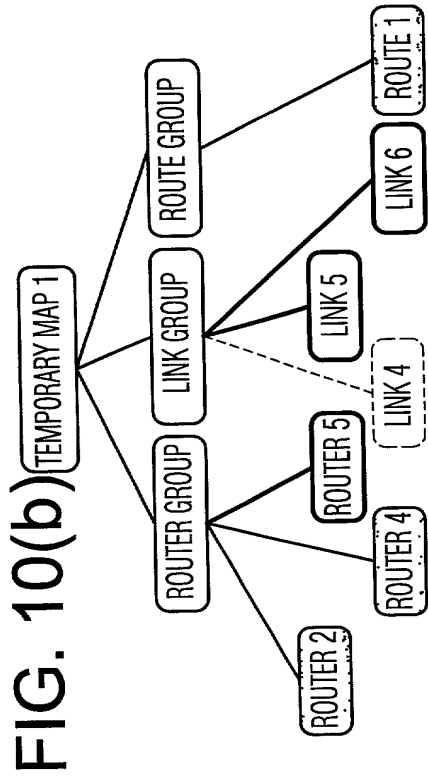 FIG. 10(b)
TEMPORARY MAP 1
ROUTER GROUP
LINK GROUP
ROUTE GROUP
ROUTER 2
ROUTER 4
ROUTER 5
LINK 4
LINK 5
LINK 6
ROUTE 1